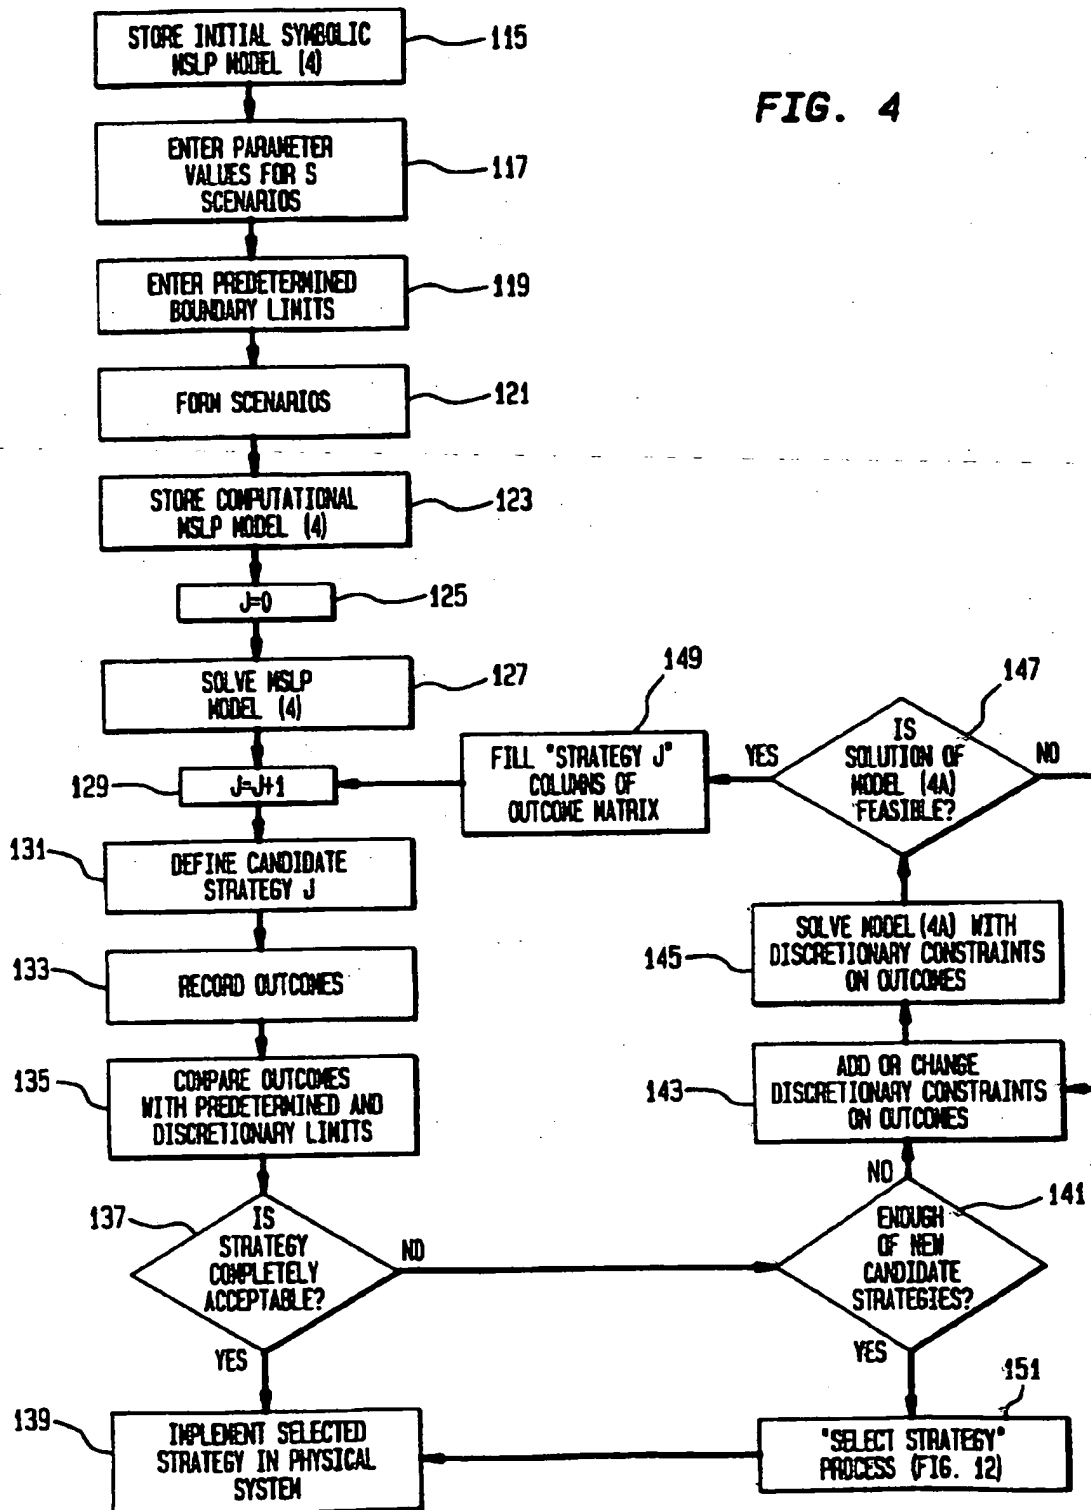 STORE INITIAL SYMBOLIC
MSLP MODEL (4)
115
FIG. 4
ENTER PARAMETER
VALUES FOR S
SCENARIOS
117
ENTER PREDETERMINED
BOUNDARY LIMITS
119
FORM SCENARIOS
121
STORE COMPUTATIONAL
MSLP MODEL (4)
123
J=0
125
SOLVE MSLP
MODEL (4)
127
129
J=J+1
131
DEFINE CANDIDATE
STRATEGY J
133
RECORD OUTCOMES
135
COMPARE OUTCOMES
WITH PREDETERMINED AND
DISCRETIONARY LIMITS
137
IS
STRATEGY
COMPLETELY
ACCEPTABLE?
NO
YES
139
IMPLEMENT SELECTED
STRATEGY IN PHYSICAL
SYSTEM
149
FILL "STRATEGY J"
COLUMNS OF
OUTCOME MATRIX
YES
147
IS
SOLUTION OF
MODEL (4A)
FEASIBLE?
NO
145
SOLVE MODEL (4A) WITH
DISCRETIONARY CONSTRAINTS
ON OUTCOMES
143
ADD OR CHANGE
DISCRETIONARY CONSTRAINTS
ON OUTCOMES
NO
141
ENOUGH
OF NEW
CANDIDATE
STRATEGIES?
YES
151
"SELECT STRATEGY"
PROCESS (FIG. 12)